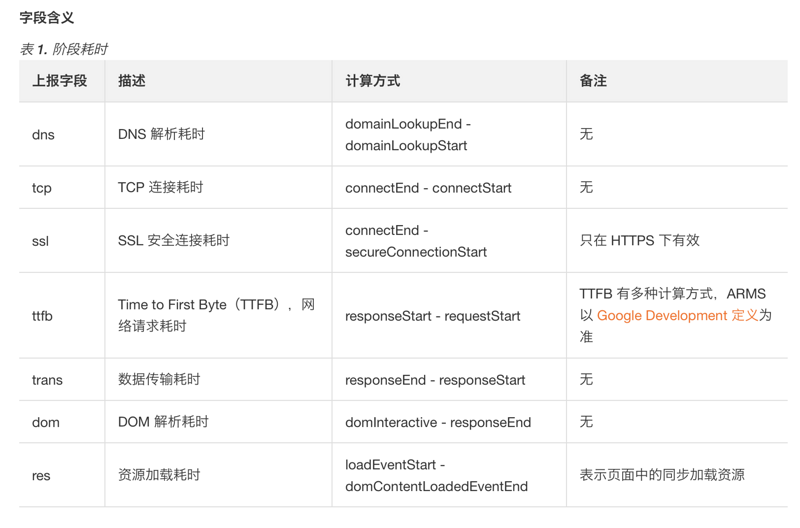 字段含义
表 1. 阶段耗时
上报字段 描述 计算方式 备注
dns DNS 解析耗时 domainLookupEnd - domainLookupStart 无
tcp TCP 连接耗时 connectEnd - connectStart 无
ssl SSL 安全连接耗时 connectEnd - secureConnectionStart 只在 HTTPS 下有效
ttfb Time to First Byte（TTFB），网络请求耗时 responseStart - requestStart TTFB 有多种计算方式，ARMS 以 Google Development 定义为准
trans 数据传输耗时 responseEnd - responseStart 无
dom DOM 解析耗时 domInteractive - responseEnd 无
res 资源加载耗时 loadEventStart - domContentLoadedEventEnd 表示页面中的同步加载资源